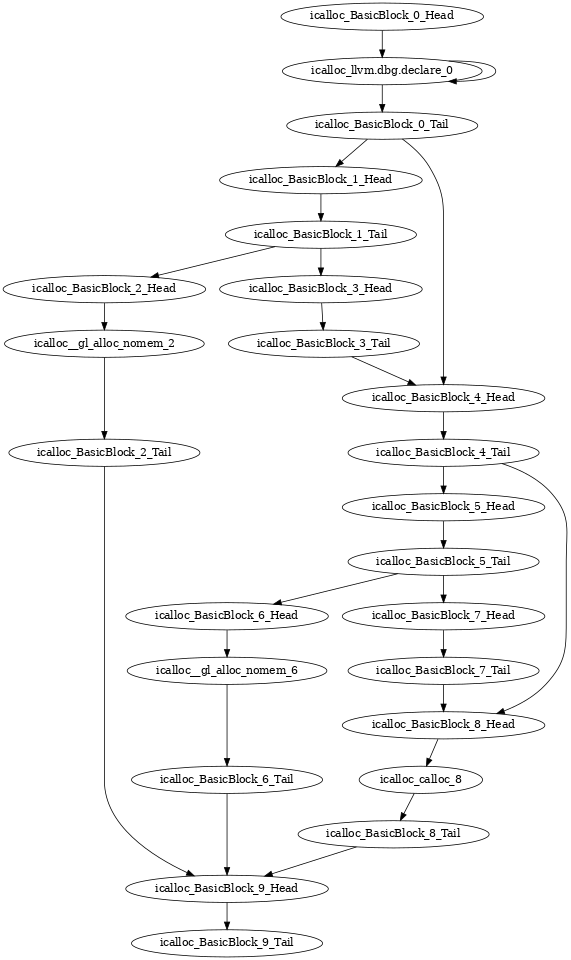 icalloc_BasicBlock_0_Head
icalloc_llvm.dbg.declare_0
icalloc_BasicBlock_0_Tail
icalloc_BasicBlock_1_Head
icalloc_BasicBlock_1_Tail
icalloc_BasicBlock_2_Head
icalloc_BasicBlock_3_Head
icalloc__gl_alloc_nomem_2
icalloc_BasicBlock_3_Tail
icalloc_BasicBlock_4_Head
icalloc_BasicBlock_2_Tail
icalloc_BasicBlock_4_Tail
icalloc_BasicBlock_5_Head
icalloc_BasicBlock_5_Tail
icalloc_BasicBlock_6_Head
icalloc_BasicBlock_7_Head
icalloc__gl_alloc_nomem_6
icalloc_BasicBlock_7_Tail
icalloc_BasicBlock_8_Head
icalloc_BasicBlock_6_Tail
icalloc_calloc_8
icalloc_BasicBlock_8_Tail
icalloc_BasicBlock_9_Head
icalloc_BasicBlock_9_Tail